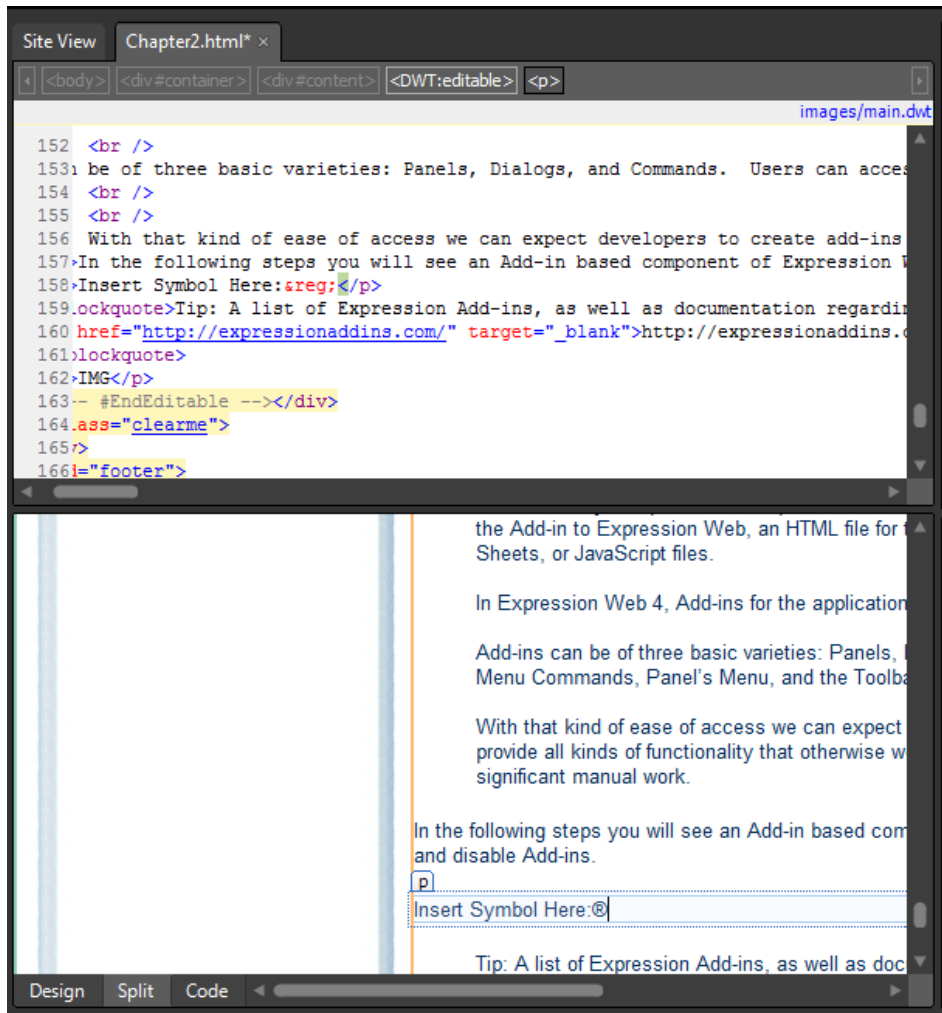 Site View Chapter2.html* ×
<body> <div#container> <div#content> <DWT:editable> <p>
images/main.dwt
152 <br />
153 be of three basic varieties: Panels, Dialogs, and Commands. Users can
154 <br />
155 <br />
156 With that kind of ease of access we can expect developers to create add-ins
157 >In the following steps you will see an Add-in based component of Expression
158 >Insert Symbol Here:&reg;</p>
159 ockquote>Tip: A list of Expression Add-ins, as well as documentation
160 href="http://expressionaddins.com/" target="_blank">http://expressionaddins.
161 lockquote>
162 >IMG</p>
163 -- #EndEditable --></div>
164 ass="clearme">
165 >
166 ="footer">
the Add-in to Expression Web, an HTML file for
Sheets, or JavaScript files.
In Expression Web 4, Add-ins for the application
Add-ins can be of three basic varieties: Panels,
Menu Commands, Panel's Menu, and the
With that kind of ease of access we can expect
provide all kinds of functionality that otherwise
significant manual work.
In the following steps you will see an Add-in based
and disable Add-ins.
p
Insert Symbol Here:®
Tip: A list of Expression Add-ins, as well as
Design Split Code